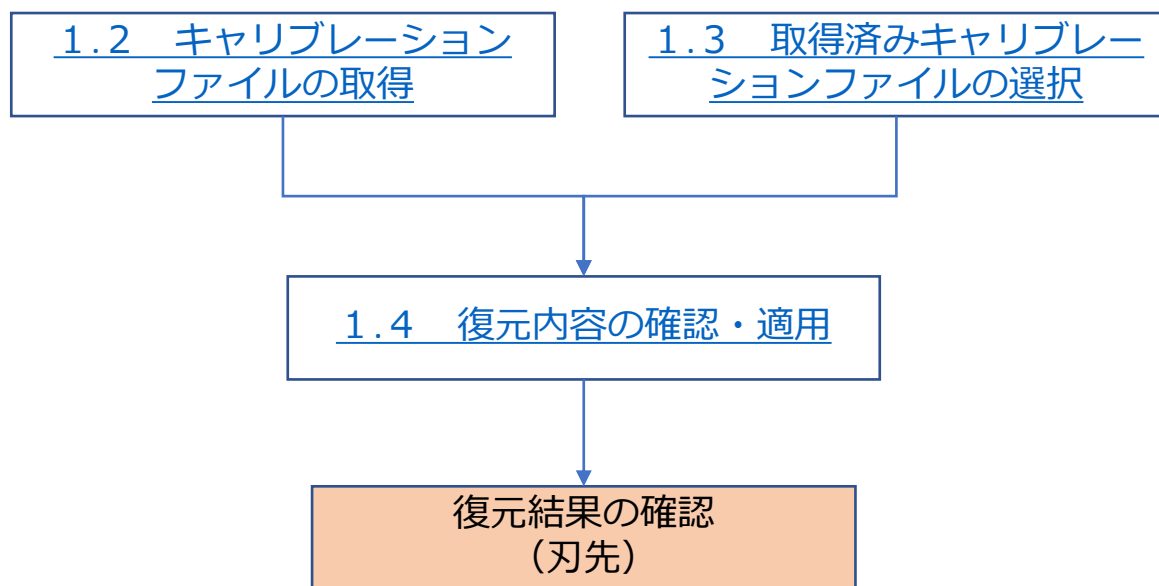 １.２　キャリブレーション
ファイルの取得
１.３　取得済みキャリブレー
ションファイルの選択
１.４　復元内容の確認・適用
復元結果の確認
（刃先）